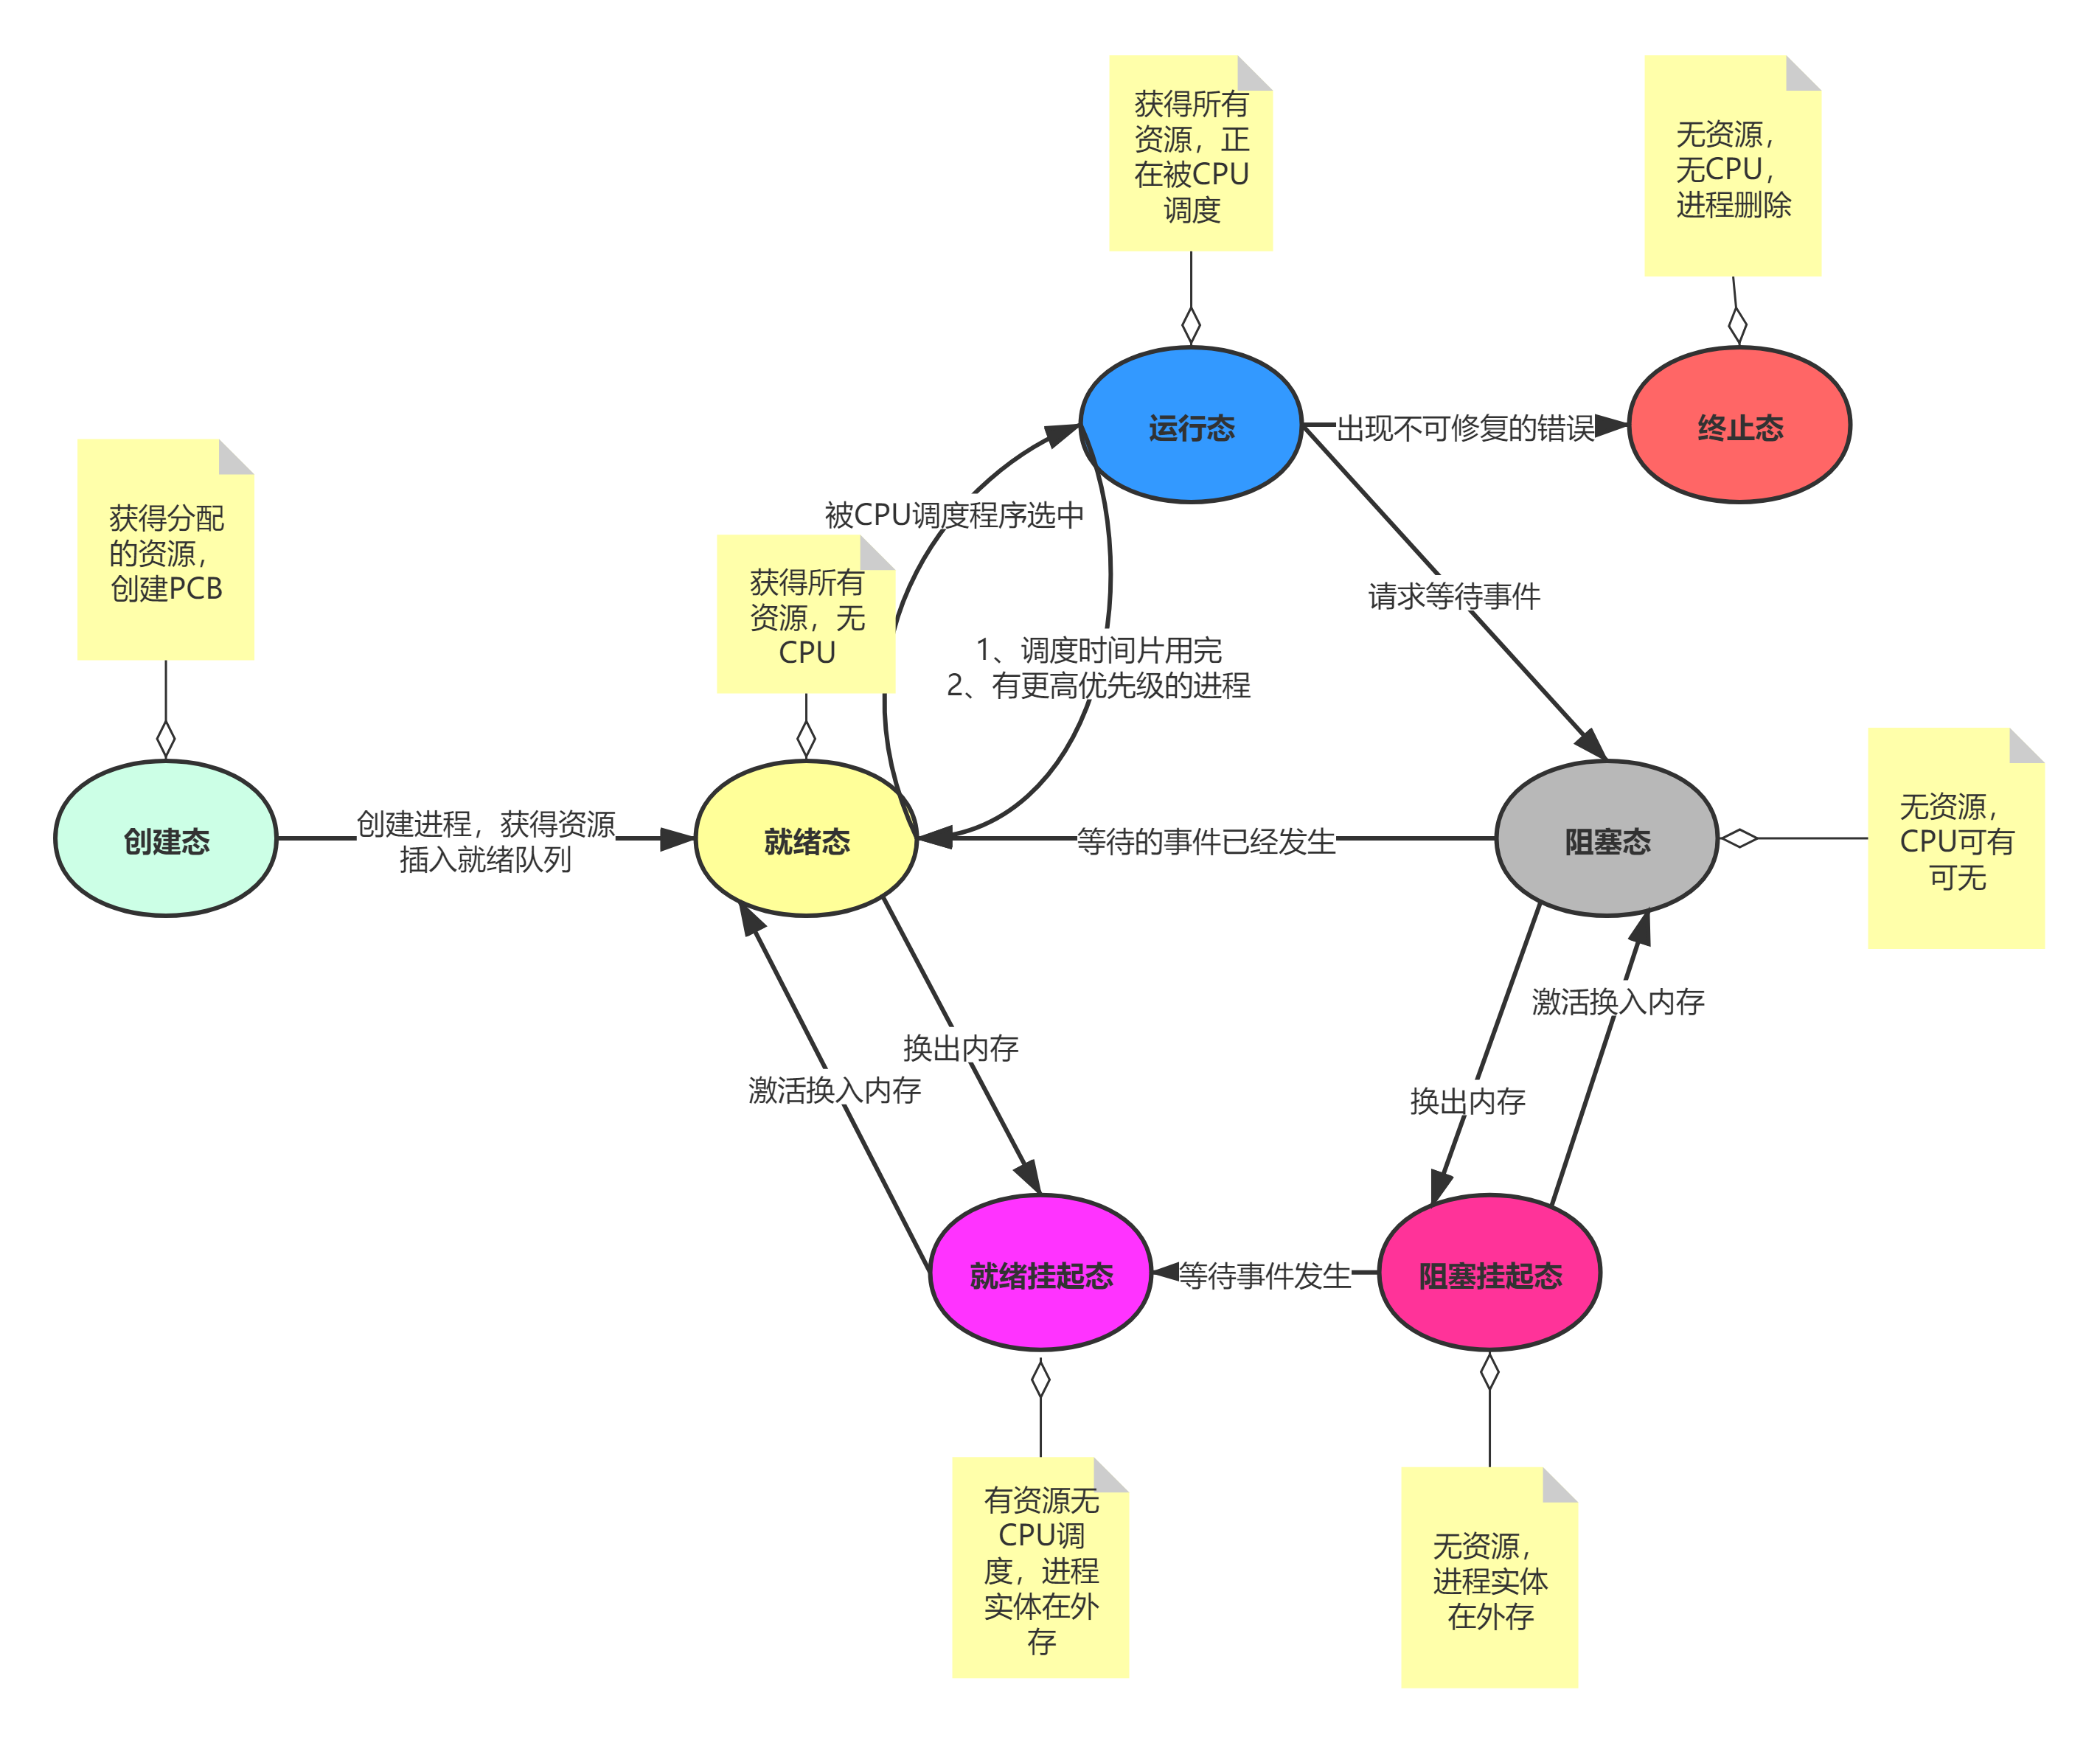 获得所有
资源，正
在被CPU
调度
无资源，
无CPU，
进程删除
运行态
出现不可修复的错误
终止态
获得分配
的资源，
创建PCB
被CPU调度程序选中
获得所有
资源，无
CPU
请求等待事件
1、调度时间片用完
2、有更高优先级的进程
创建态
创建进程，获得资源
插入就绪队列
就绪态
等待的事件已经发生
阻塞态
无资源，
CPU可有
可无
激活换入内存
换出内存
激活换入内存
换出内存
就绪挂起态
等待事件发生
阻塞挂起态
有资源无
CPU调
度，进程
实体在外
存
无资源，
进程实体
在外存